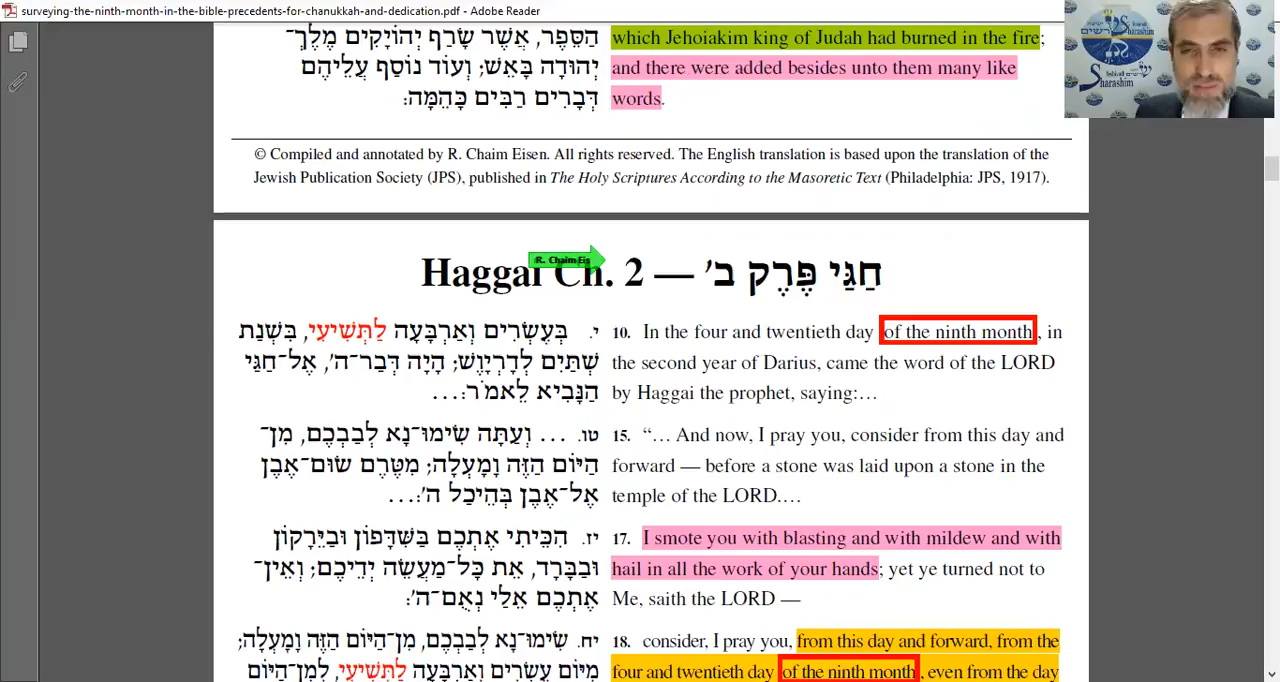 surveying-the-ninth-month-in-the-bible-precedents-for-chanukkah-and-dedication.pdf - Adobe Reader
הַסֵּפֶר, אֲשֶׁר שָׂרַף יְהוֹיָקִים מֶלֶךְ־
יְהוּדָה בָּאֵשׁ; וְעוֹד נוֹסַף עֲלֵיהֶם
דְּבָרִים רַבִּים כָּהֵמָּה:
which Jehoiakim king of Judah had burned in the fire;
and there were added besides unto them many like
words.
ישיבת
שרשים
Yeshivat
Sharashim
© Compiled and annotated by R. Chaim Eisen. All rights reserved. The English translation is based upon the translation of the
Jewish Publication Society (JPS), published in The Holy Scriptures According to the Masoretic Text (Philadelphia: JPS, 1917).
R. Chaim Eis
Haggai Ch. 2 — חַגַּי פֶּרֶק ב׳
י. בְּעֶשְׂרִים וְאַרְבָּעָה לַתְּשִׁיעִי, בִּשְׁנַת
שְׁתַּיִם לְדָרְיָוֶשׁ; הָיָה דְּבַר־ה׳, אֶל־חַגַּי
הַנָּבִיא לֵאמֹר:…
10. In the four and twentieth day of the ninth month, in
the second year of Darius, came the word of the LORD
by Haggai the prophet, saying:…
טו. … וְעַתָּה שִׂימוּ־נָא לְבַבְכֶם, מִן־
הַיּוֹם הַזֶּה וָמָעְלָה; מִטֶּרֶם שׂוּם־אֶבֶן
אֶל־אֶבֶן בְּהֵיכַל ה׳:…
15. “… And now, I pray you, consider from this day and
forward — before a stone was laid upon a stone in the
temple of the LORD.…
יז. הִכֵּיתִי אֶתְכֶם בַּשִּׁדָּפוֹן וּבַיֵּרָקוֹן
וּבַבָּרָד, אֵת כָּל־מַעֲשֵׂה יְדֵיכֶם; וְאֵין־
אֶתְכֶם אֵלַי נְאֻם־ה׳:
17. I smote you with blasting and with mildew and with
hail in all the work of your hands; yet ye turned not to
Me, saith the LORD —
יח. שִׂימוּ־נָא לְבַבְכֶם, מִן־הַיּוֹם הַזֶּה וָמָעְלָה;
מִיּוֹם עֶשְׂרִים וְאַרְבָּעָה לַתְּשִׁיעִי, לְמִן־הַיּוֹם
18. consider, I pray you, from this day and forward, from the
four and twentieth day of the ninth month, even from the day